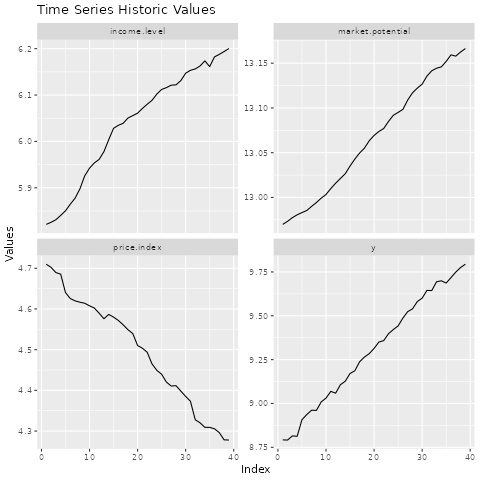 Time Series Historic Values
income.level
market.potential
6.2
6.1
6.0
5.9
13.15
13.10
13.05
13.00
price.index
y
4.7
4.6
4.5
4.4
4.3
9.75
9.50
9.25
9.00
8.75
0 10 20 30 40
0 10 20 30 40
Values
Index